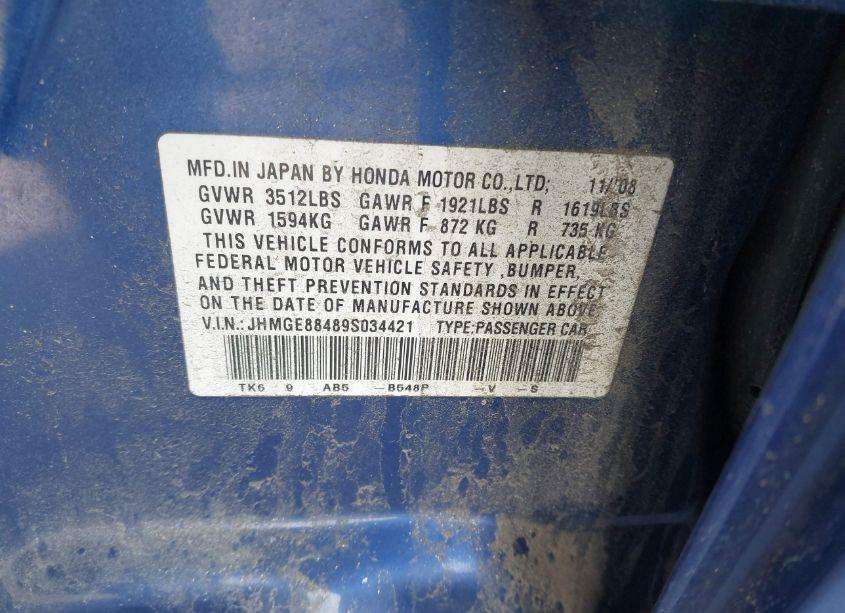 MFD.IN JAPAN BY HONDA MOTOR CO.,LTD; 11/'08
GVWR 3512LBS GAWR F 1921LBS R 1619LBS
GVWR 1594KG GAWR F 872 KG R 735 KG
THIS VEHICLE CONFORMS TO ALL APPLICABLE
FEDERAL MOTOR VEHICLE SAFETY ,BUMPER,
AND THEFT PREVENTION STANDARDS IN EFFECT
ON THE DATE OF MANUFACTURE SHOWN ABOVE
V.I.N.: JHMGE88489S034421 TYPE:PASSENGER CAR
TK6 9 AB5 -B548P -V -S